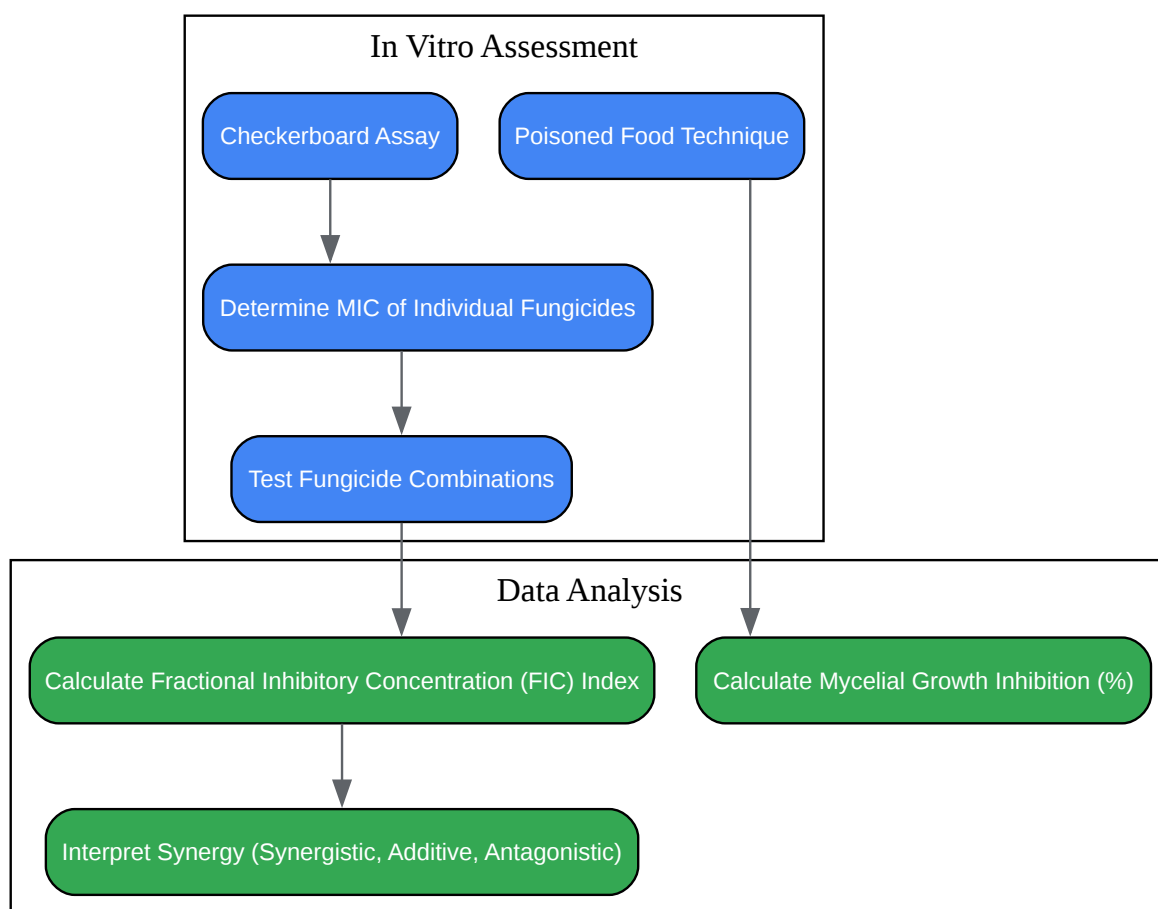 In Vitro Assessment
Checkerboard Assay
Poisoned Food Technique
Determine MIC of Individual Fungicides
Test Fungicide Combinations
Data Analysis
Calculate Fractional Inhibitory Concentration (FIC) Index
Calculate Mycelial Growth Inhibition (%)
Interpret Synergy (Synergistic, Additive, Antagonistic)